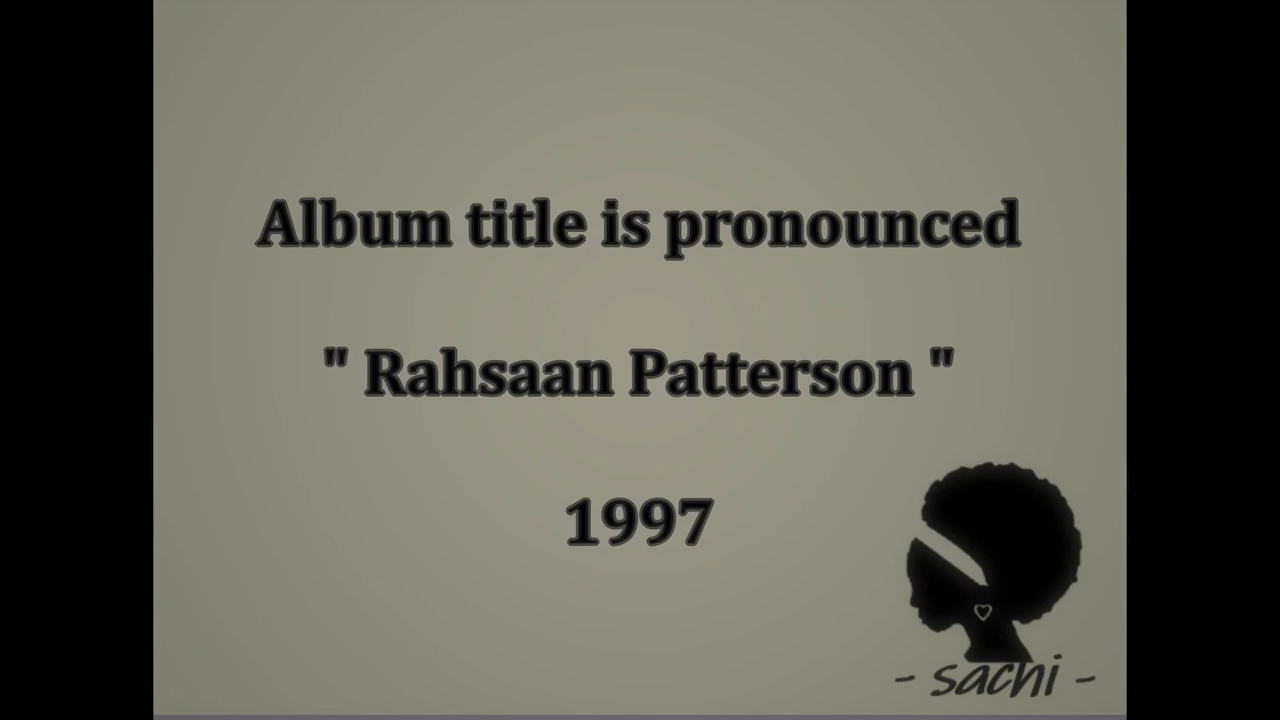 Album title is pronounced
" Rahsaan Patterson "
1997
- sachi -